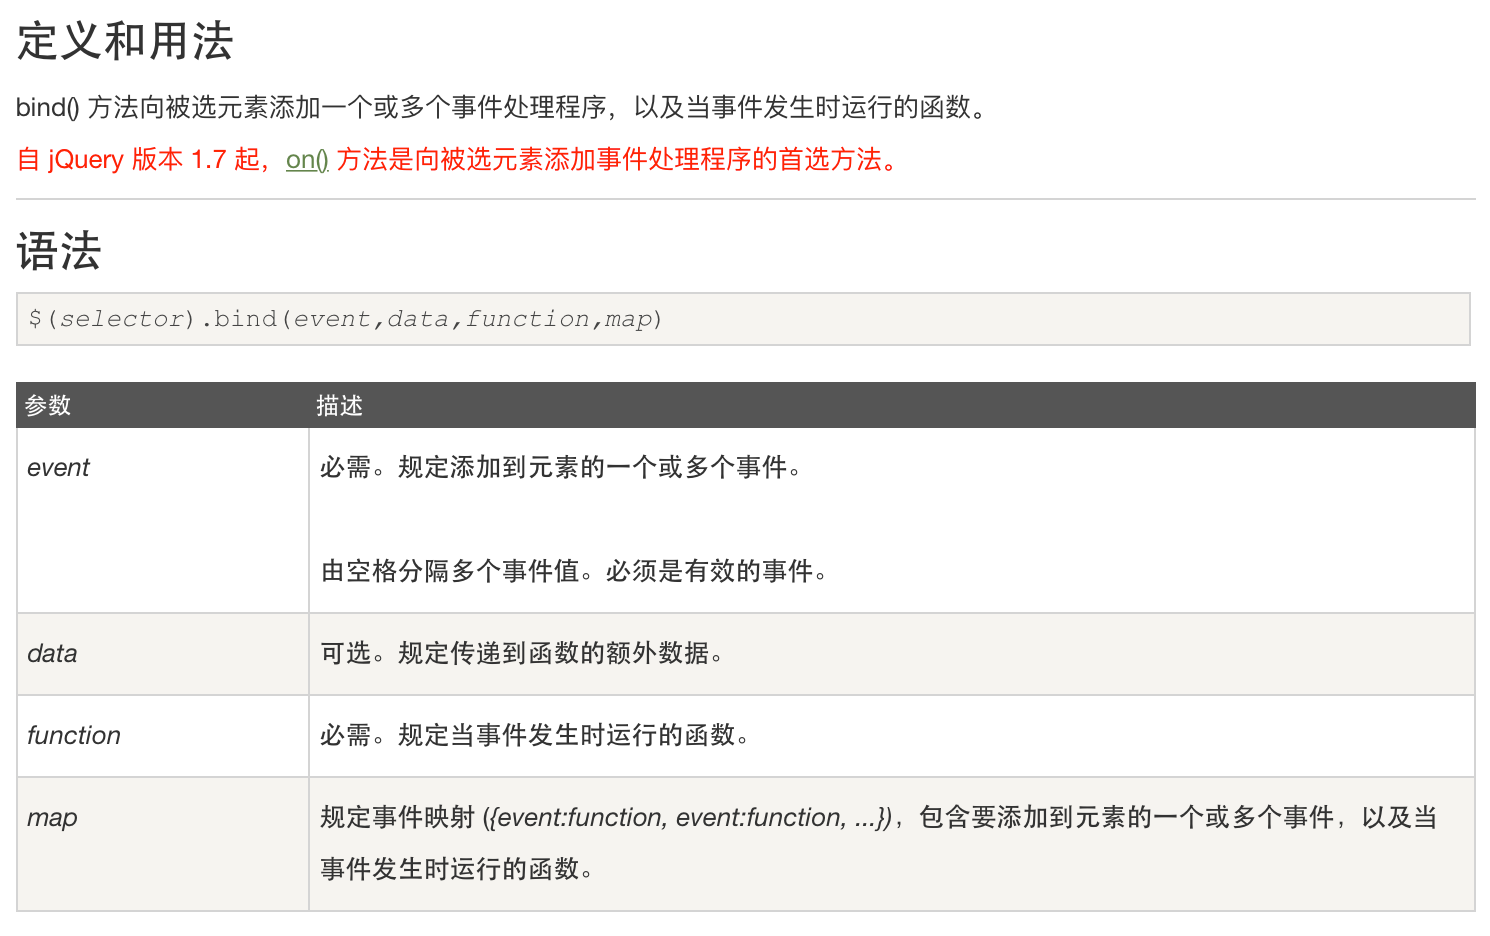 定义和用法
bind() 方法向被选元素添加一个或多个事件处理程序，以及当事件发生时运行的函数。
自 jQuery 版本 1.7 起，on() 方法是向被选元素添加事件处理程序的首选方法。
语法
$(selector).bind(event,data,function,map)
参数 描述
event 必需。规定添加到元素的一个或多个事件。
由空格分隔多个事件值。必须是有效的事件。
data 可选。规定传递到函数的额外数据。
function 必需。规定当事件发生时运行的函数。
map 规定事件映射 ({event:function, event:function, ...})，包含要添加到元素的一个或多个事件，以及当
事件发生时运行的函数。